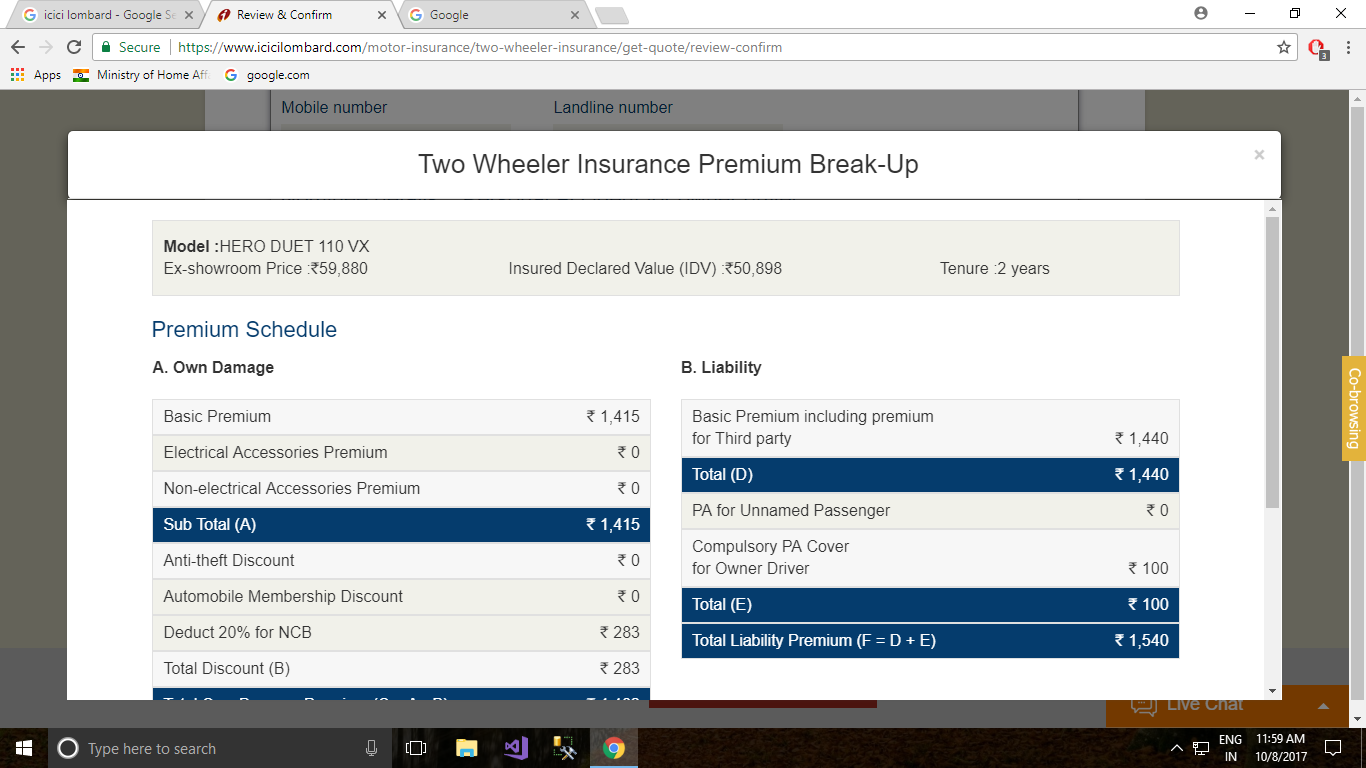 icici lombard - Google Se
Review & Confirm
Google
Secure
https://www.icicilombard.com/motor-insurance/two-wheeler-insurance/get-quote/review-confirm
3
Apps
Ministry of Home Aff
google.com
Mobile number
Landline number
Two Wheeler Insurance Premium Break-Up
×
Model :HERO DUET 110 VX
Ex-showroom Price :₹59,880
Insured Declared Value (IDV) :₹50,898
Tenure :2 years
Premium Schedule
A. Own Damage
Basic Premium ₹ 1,415
Electrical Accessories Premium ₹ 0
Non-electrical Accessories Premium ₹ 0
Sub Total (A) ₹ 1,415
Anti-theft Discount ₹ 0
Automobile Membership Discount ₹ 0
Deduct 20% for NCB ₹ 283
Total Discount (B) ₹ 283
B. Liability
Basic Premium including premium
for Third party ₹ 1,440
Total (D) ₹ 1,440
PA for Unnamed Passenger ₹ 0
Compulsory PA Cover
for Owner Driver ₹ 100
Total (E) ₹ 100
Total Liability Premium (F = D + E) ₹ 1,540
Co-browsing
Live Chat
Type here to search
ENG
IN
11:59 AM
10/8/2017